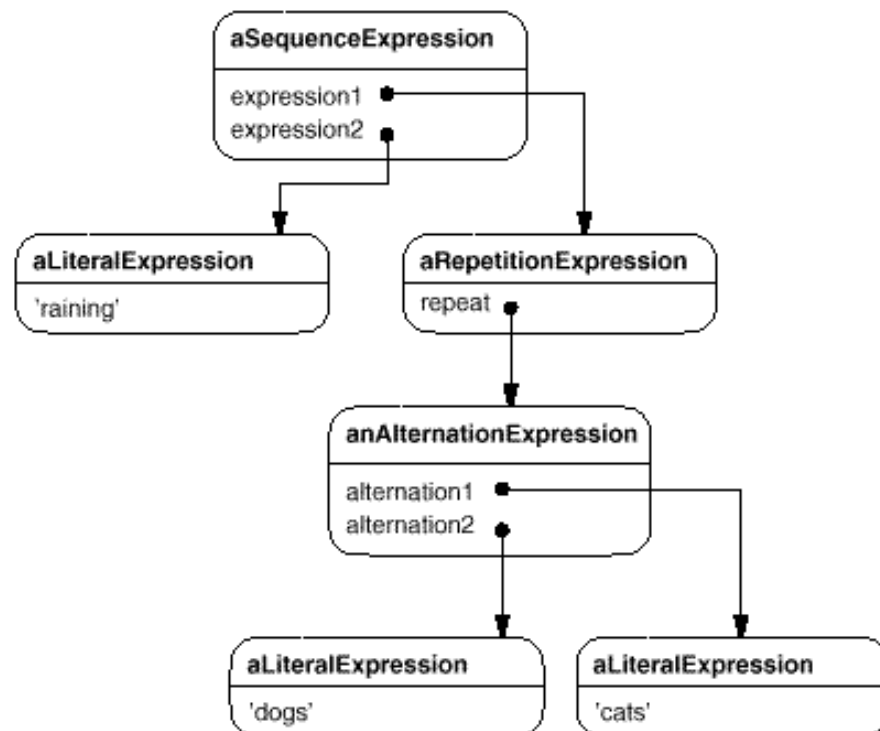 aSequenceExpression
expression1
expression2
aLiteralExpression
'raining'
aRepetitionExpression
repeat
anAlternationExpression
alternation1
alternation2
aLiteralExpression
'dogs'
aLiteralExpression
'cats'